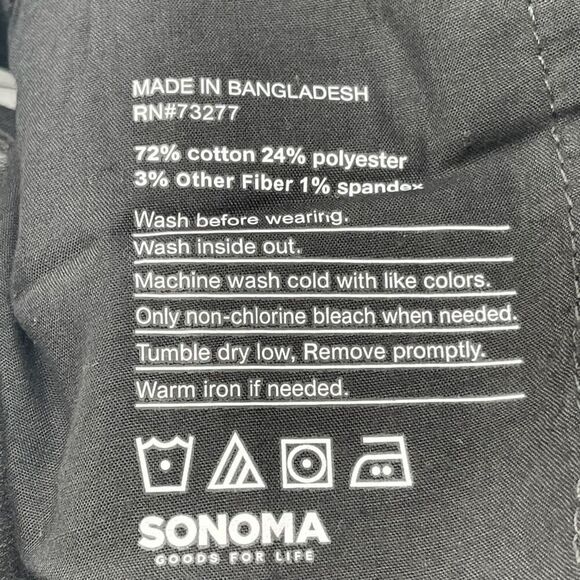 MADE IN BANGLADESH
RN#73277
72% cotton 24% polyester
3% Other Fiber 1% spandex
Wash before wearing.
Wash inside out.
Machine wash cold with like colors.
Only non-chlorine bleach when needed.
Tumble dry low, Remove promptly.
Warm iron if needed.
SONOMA
GOODS FOR LIFE